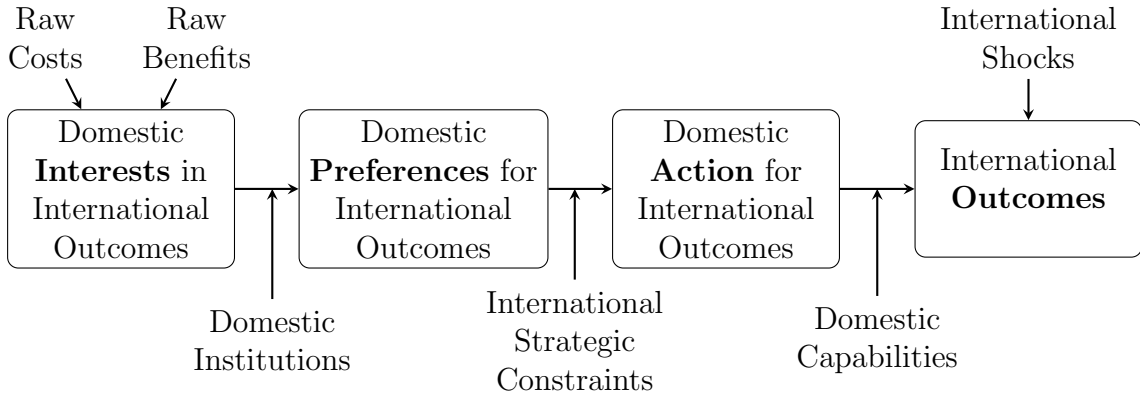 Raw
Costs
Raw
Benefits
International
Shocks
Domestic
Interests in
International
Outcomes
Domestic
Preferences for
International
Outcomes
Domestic
Action for
International
Outcomes
International
Outcomes
Domestic
Institutions
International
Strategic
Constraints
Domestic
Capabilities